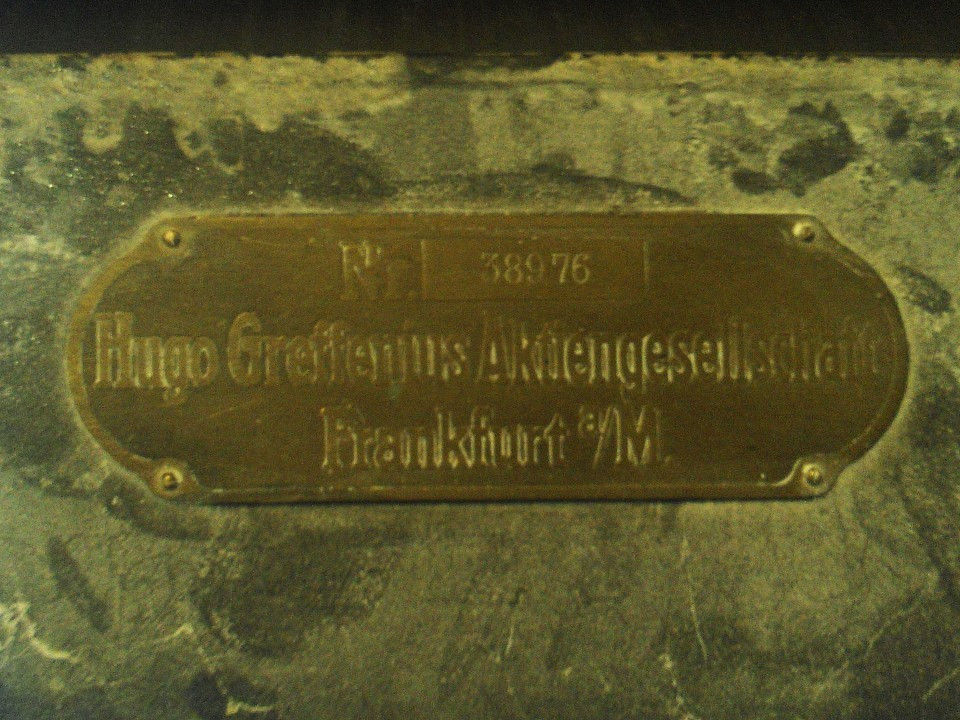 Nr. 38976
Hugo Greffenius Aktiengesellschaft
Frankfurt a/M.